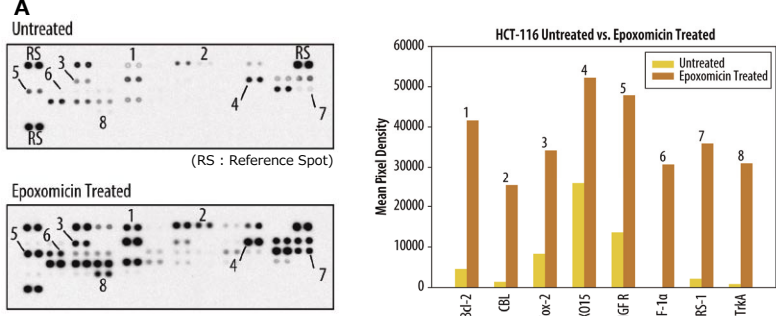 A
Untreated
RS
RS
3
1
2
5
6
4
7
8
RS
(RS : Reference Spot)
Epoxomicin Treated
3
1
2
5
6
4
7
8
HCT-116 Untreated vs. Epoxomicin Treated
Untreated
Epoxomicin Treated
Mean Pixel Density
60000
50000
40000
30000
20000
10000
0
1
2
3
4
5
6
7
8
CBL
TrkA